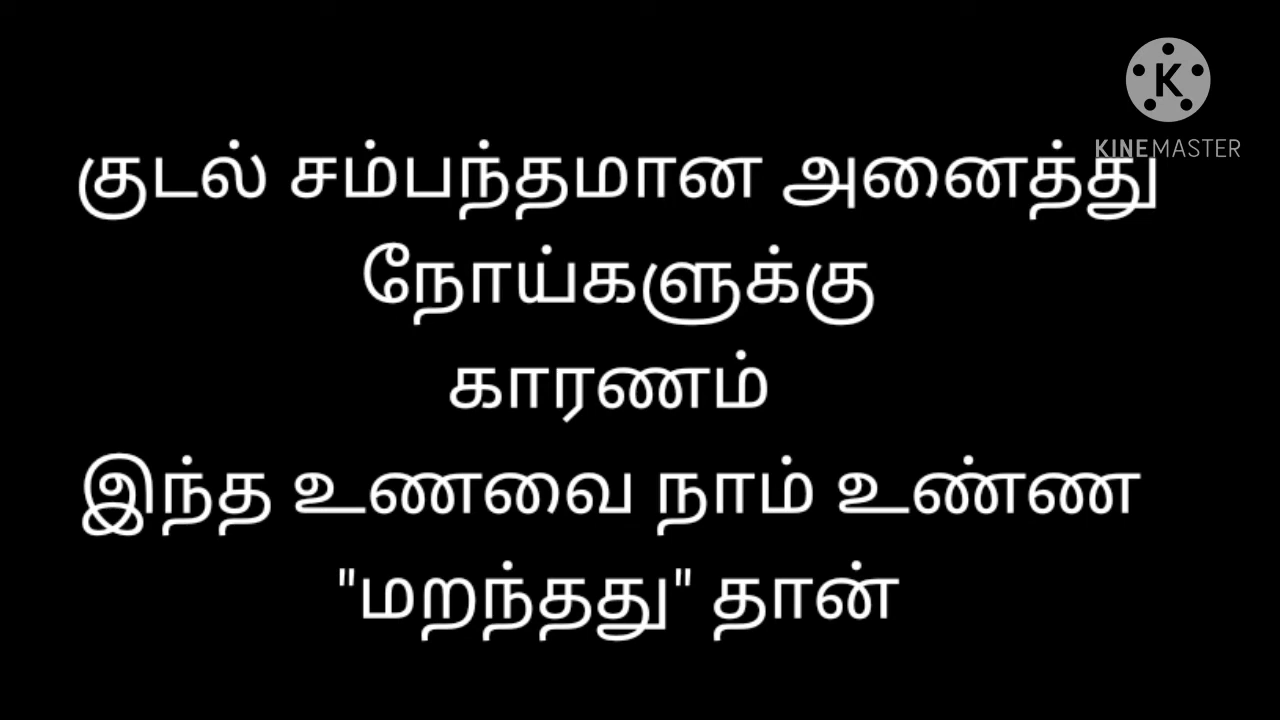 KINEMASTER
குடல் சம்பந்தமான அனைத்து
நோய்களுக்கு
காரணம்
இந்த உணவை நாம் உண்ண
"மறந்தது" தான்